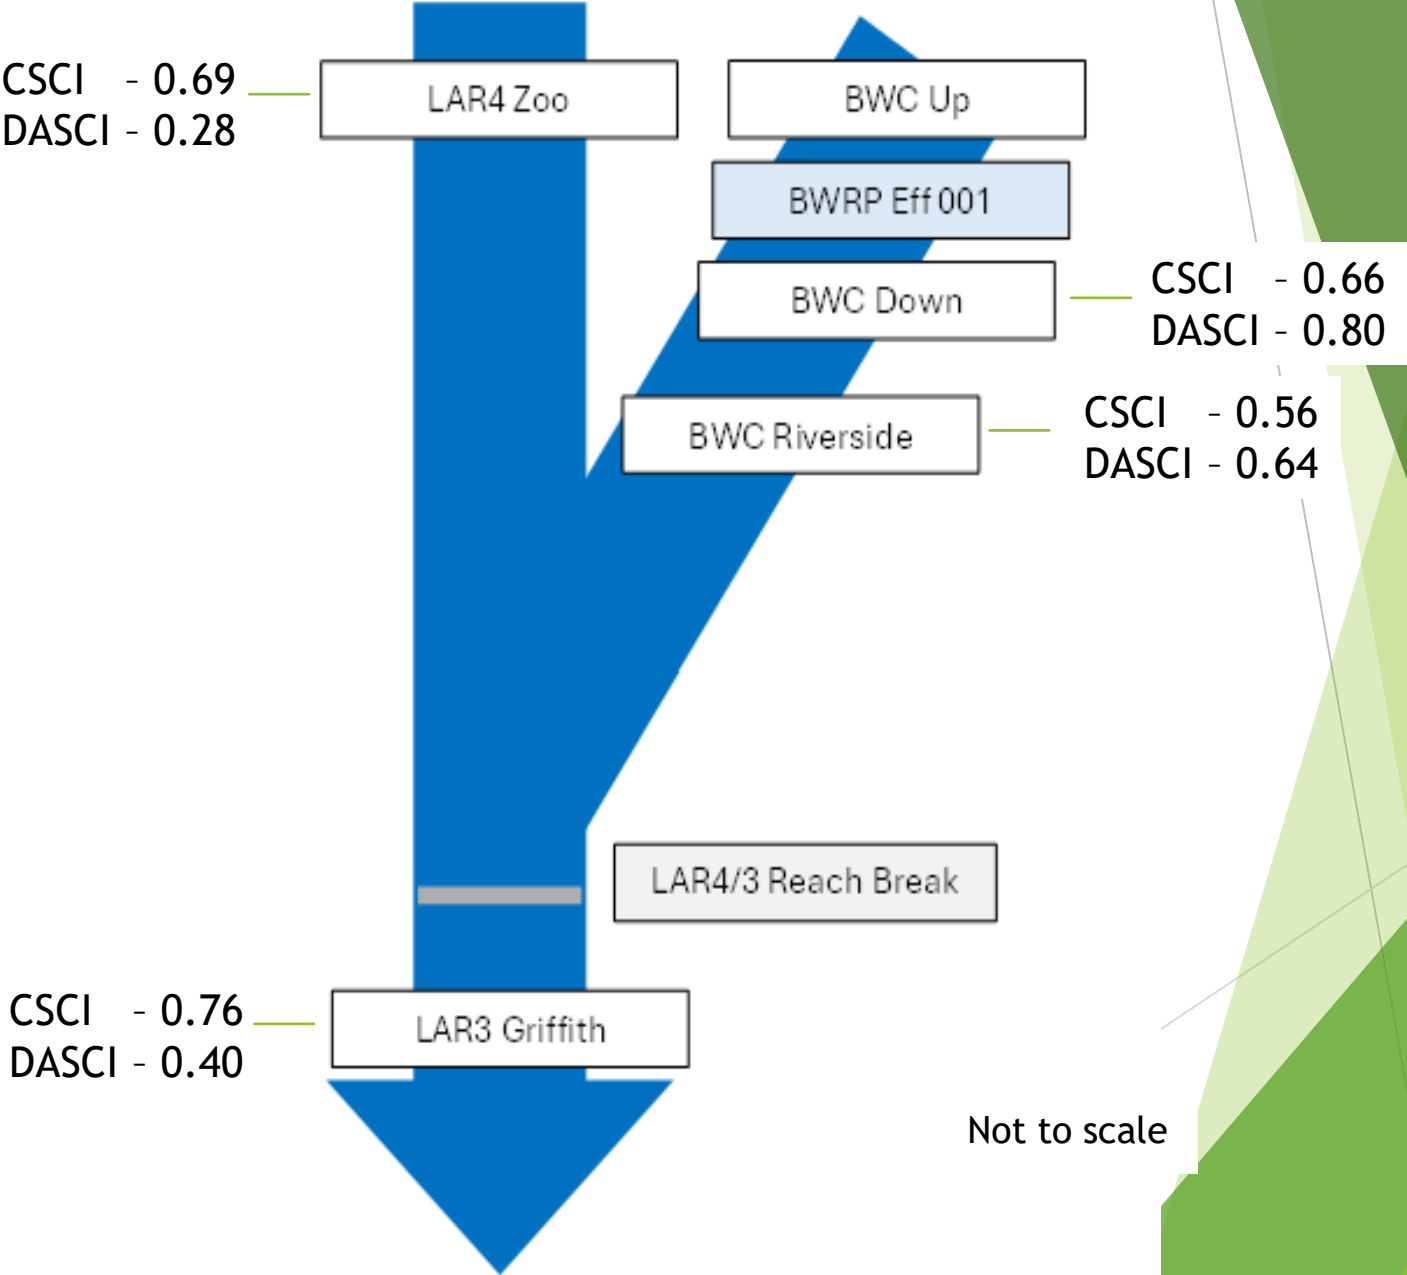 CSCI - 0.69
DASCI - 0.28
LAR4 Zoo
BWC Up
BWRP Eff 001
BWC Down
CSCI - 0.66
DASCI - 0.80
BWC Riverside
CSCI - 0.56
DASCI - 0.64
LAR4/3 Reach Break
CSCI - 0.76
DASCI - 0.40
LAR3 Griffith
Not to scale